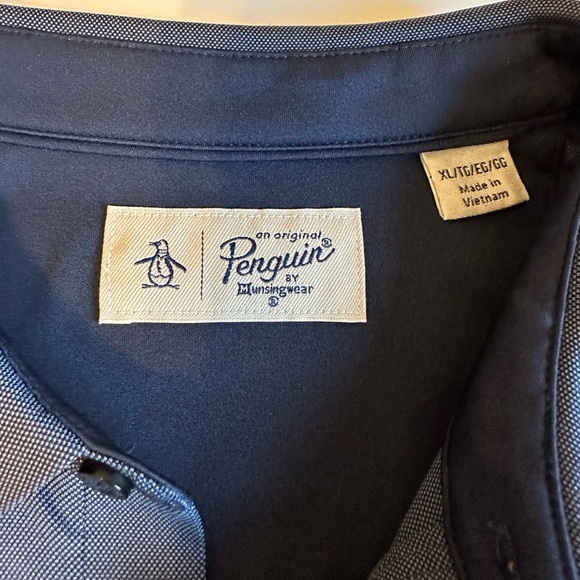 an original
Penguin®
BY
Munsingwear
®
XL/TG/EG/GG
Made in
Vietnam